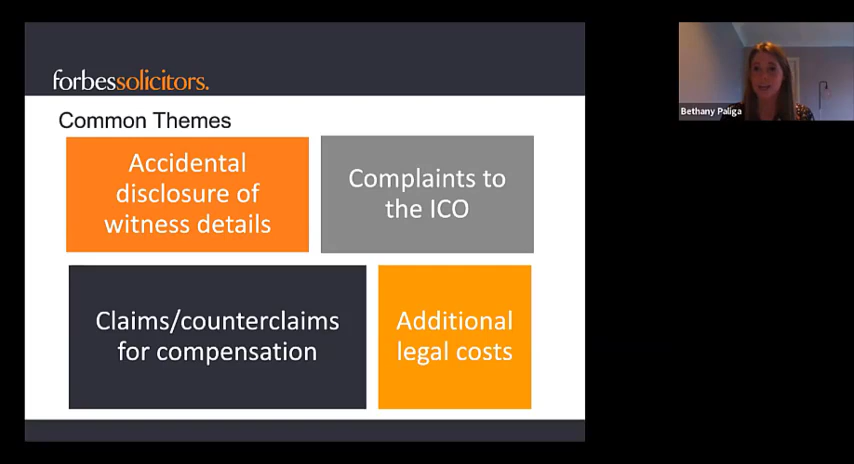 forbessolicitors.
Common Themes
Accidental
disclosure of
witness details
Complaints to
the ICO
Claims/counterclaims
for compensation
Additional
legal costs
Bethany Paliga